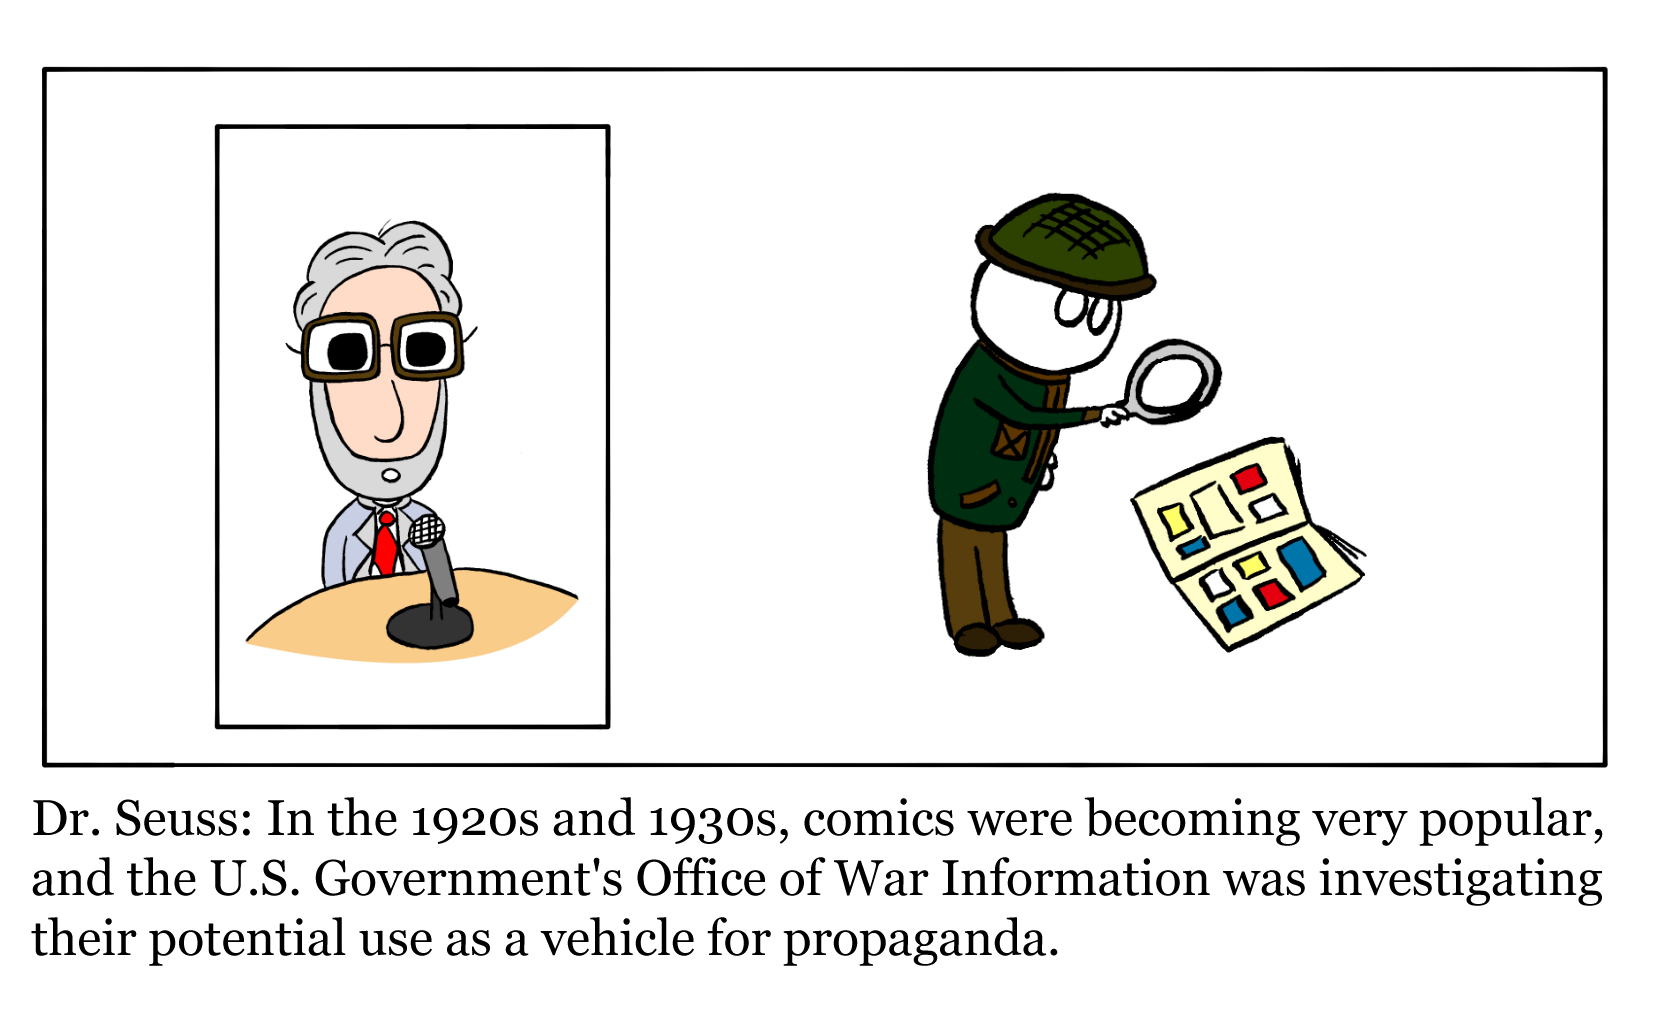 Dr. Seuss: In the 1920s and 1930s, comics were becoming very popular,
and the U.S. Government's Office of War Information was investigating
their potential use as a vehicle for propaganda.